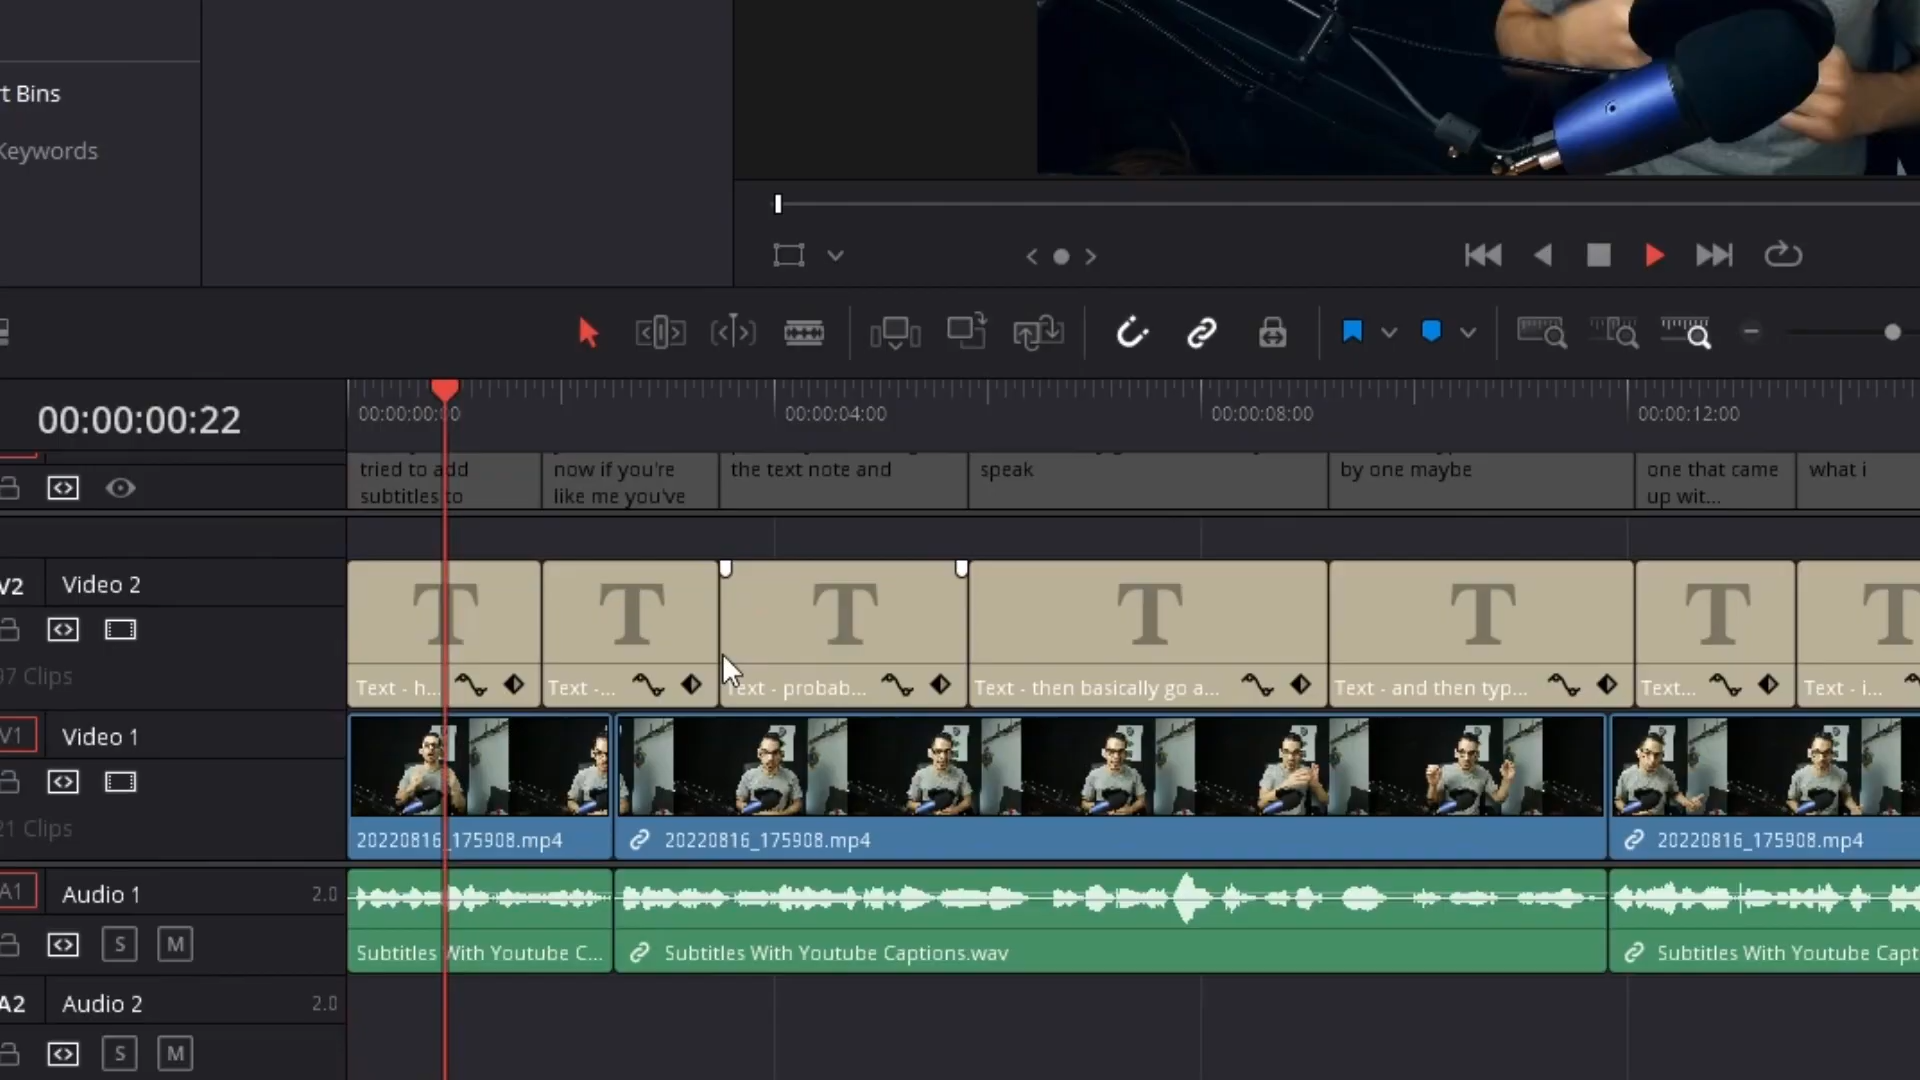 t Bins
Keywords
00:00:00:22
00:00:00:00
00:00:04:00
00:00:08:00
00:00:12:00
tried to add
subtitles to
now if you're
like me you've
the text note and
speak
by one maybe
one that came
up wit...
what i
V2 Video 2
T T T T T T T
97 Clips
Text - h...
Text -...
Text - probab...
Text - then basically go a...
Text - and then typ...
Text...
Text - i...
V1 Video 1
21 Clips
20220816_175908.mp4
20220816_175908.mp4
20220816_175908.mp4
A1 Audio 1 2.0
S M
Subtitles With Youtube C...
Subtitles With Youtube Captions.wav
Subtitles With Youtube Capt
A2 Audio 2 2.0
S M